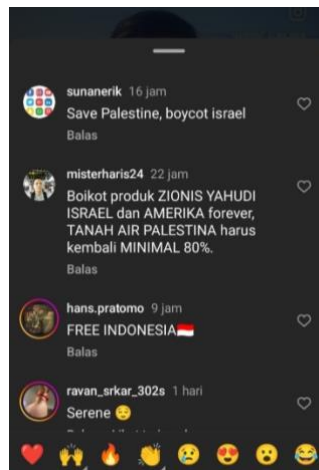 sunanerik 16 jam
Save Palestine, boycot israel
Balas
misterharis24 22 jam
Boikot produk ZIONIS YAHUDI
ISRAEL dan AMERIKA forever,
TANAH AIR PALESTINA harus
kembali MINIMAL 80%.
Balas
hans.pratomo 9 jam
FREE INDONESIA🇮🇩
Balas
ravan_srkar_302s 1 hari
Serene 😌